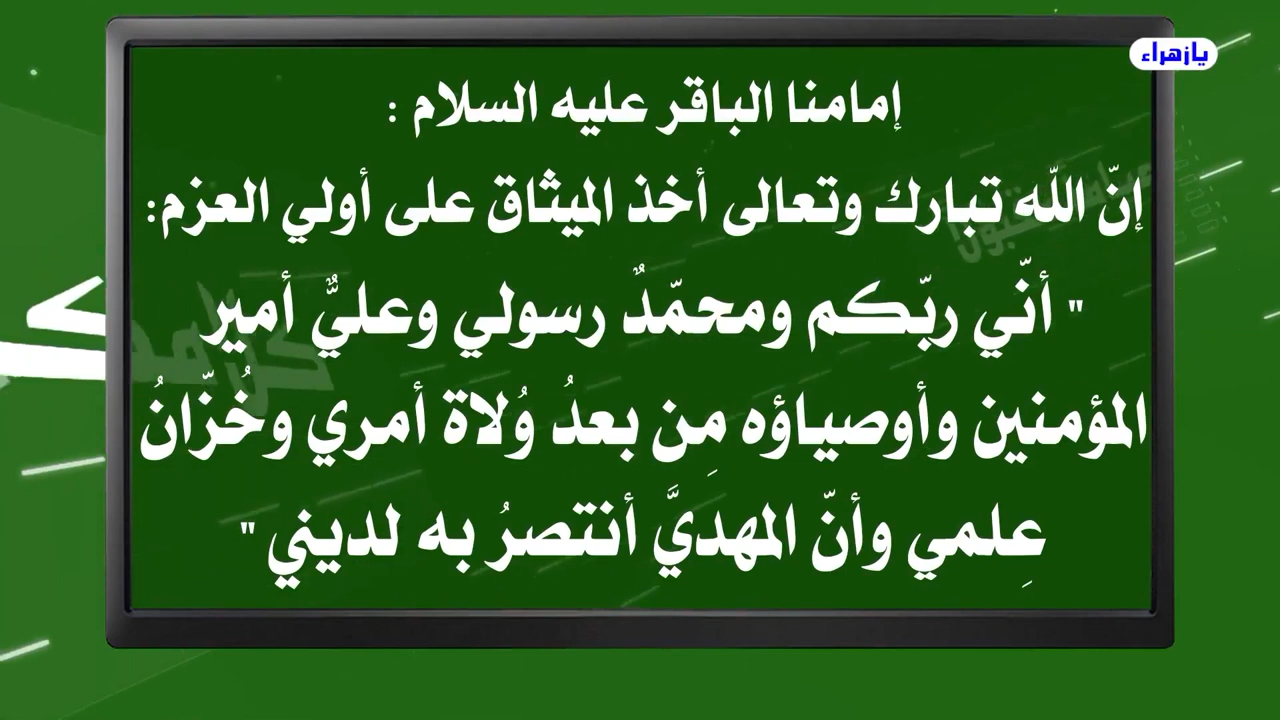 يازهراء
إمامنا الباقر عليه السلام :
إنّ الله تبارك وتعالى أخذ الميثاق على أولي العزم:
" أنّي ربّكم ومحمّدٌ رسولي وعليٌّ أمير
المؤمنين وأوصياؤه مِن بعدُ وُلاة أمري وخُزّانُ
عِلمي وأنّ المهديَّ أنتصرُ به لديني "